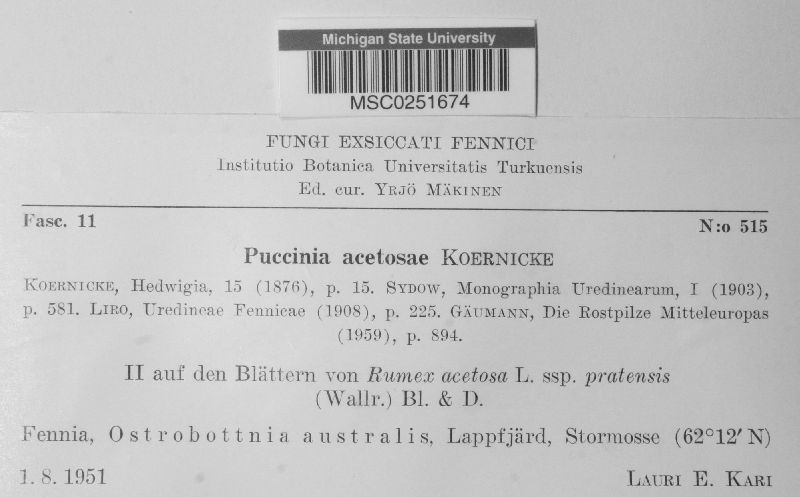 Michigan State University
MSC0251674
FUNGI EXSICCATI FENNICI
Institutio Botanica Universitatis Turkuensis
Ed. cur. YRJÖ MÄKINEN
Fasc. 11 N:o 515
Puccinia acetosae KOERNICKE
KOERNICKE, Hedwigia, 15 (1876), p. 15. SYDOW, Monographia Uredinearum, I (1903),
p. 581. LIRO, Uredineae Fennicae (1908), p. 225. GÄUMANN, Die Rostpilze Mitteleuropas
(1959), p. 894.
II auf den Blättern von Rumex acetosa L. ssp. pratensis
(Wallr.) Bl. & D.
Fennia, Ostrobottnia australis, Lappfjärd, Stormosse (62°12′ N)
1. 8. 1951 LAURI E. KARI